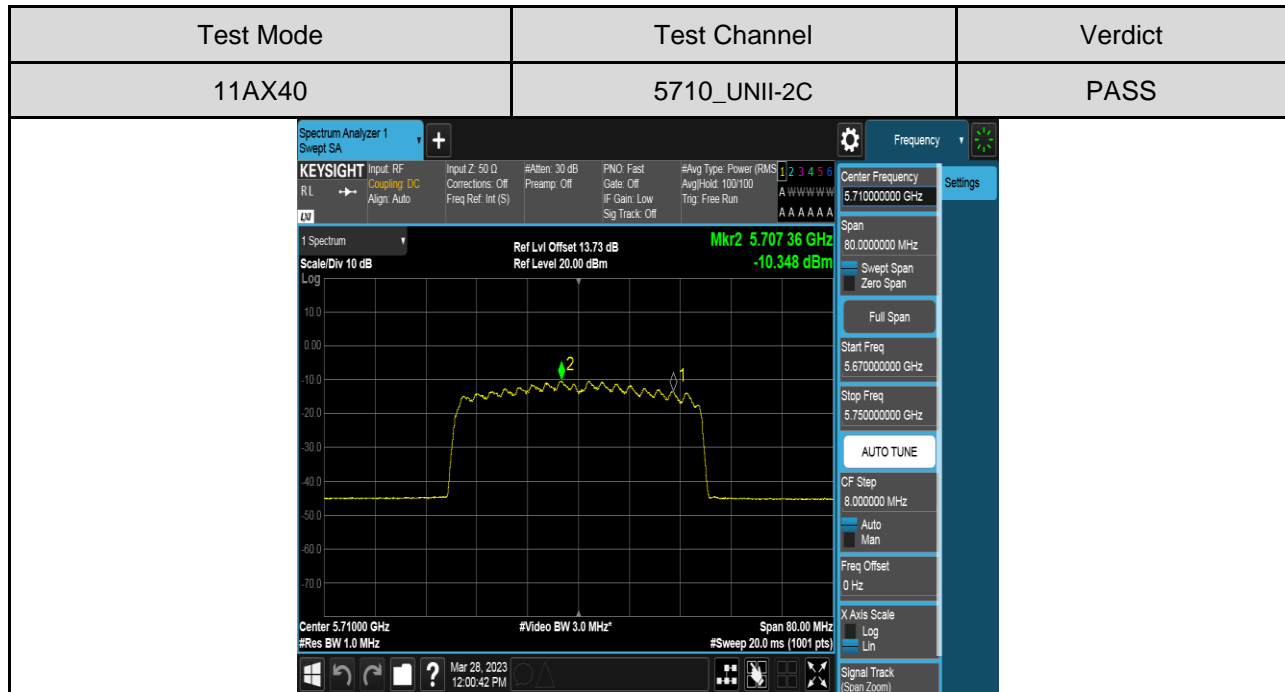 Test Mode Test Channel Verdict
11AX40 5710_UNII-2C PASS
Spectrum Analyzer 1
Swept SA
+
Frequency
KEYSIGHT
RL
LXI
Input: RF
Coupling: DC
Align: Auto
Input Z: 50 Ω
Corrections: Off
Freq Ref: Int (S)
#Atten: 30 dB
Preamp: Off
PNO: Fast
Gate: Off
IF Gain: Low
Sig Track: Off
#Avg Type: Power (RMS
Avg|Hold: 100/100
Trig: Free Run
1 2 3 4 5 6
A W W W W W
A A A A A A
1 Spectrum
Scale/Div 10 dB
Log
Ref Lvl Offset 13.73 dB
Ref Level 20.00 dBm
Mkr2 5.707 36 GHz
-10.348 dBm
10.0
0.00
-10.0
-20.0
-30.0
-40.0
-50.0
-60.0
-70.0
2
1
Center 5.71000 GHz
#Res BW 1.0 MHz
#Video BW 3.0 MHz*
Span 80.00 MHz
#Sweep 20.0 ms (1001 pts)
?
Mar 28, 2023
12:00:42 PM
Center Frequency
5.710000000 GHz
Settings
Span
80.0000000 MHz
Swept Span
Zero Span
Full Span
Start Freq
5.670000000 GHz
Stop Freq
5.750000000 GHz
AUTO TUNE
CF Step
8.000000 MHz
Auto
Man
Freq Offset
0 Hz
X Axis Scale
Log
Lin
Signal Track
(Span Zoom)